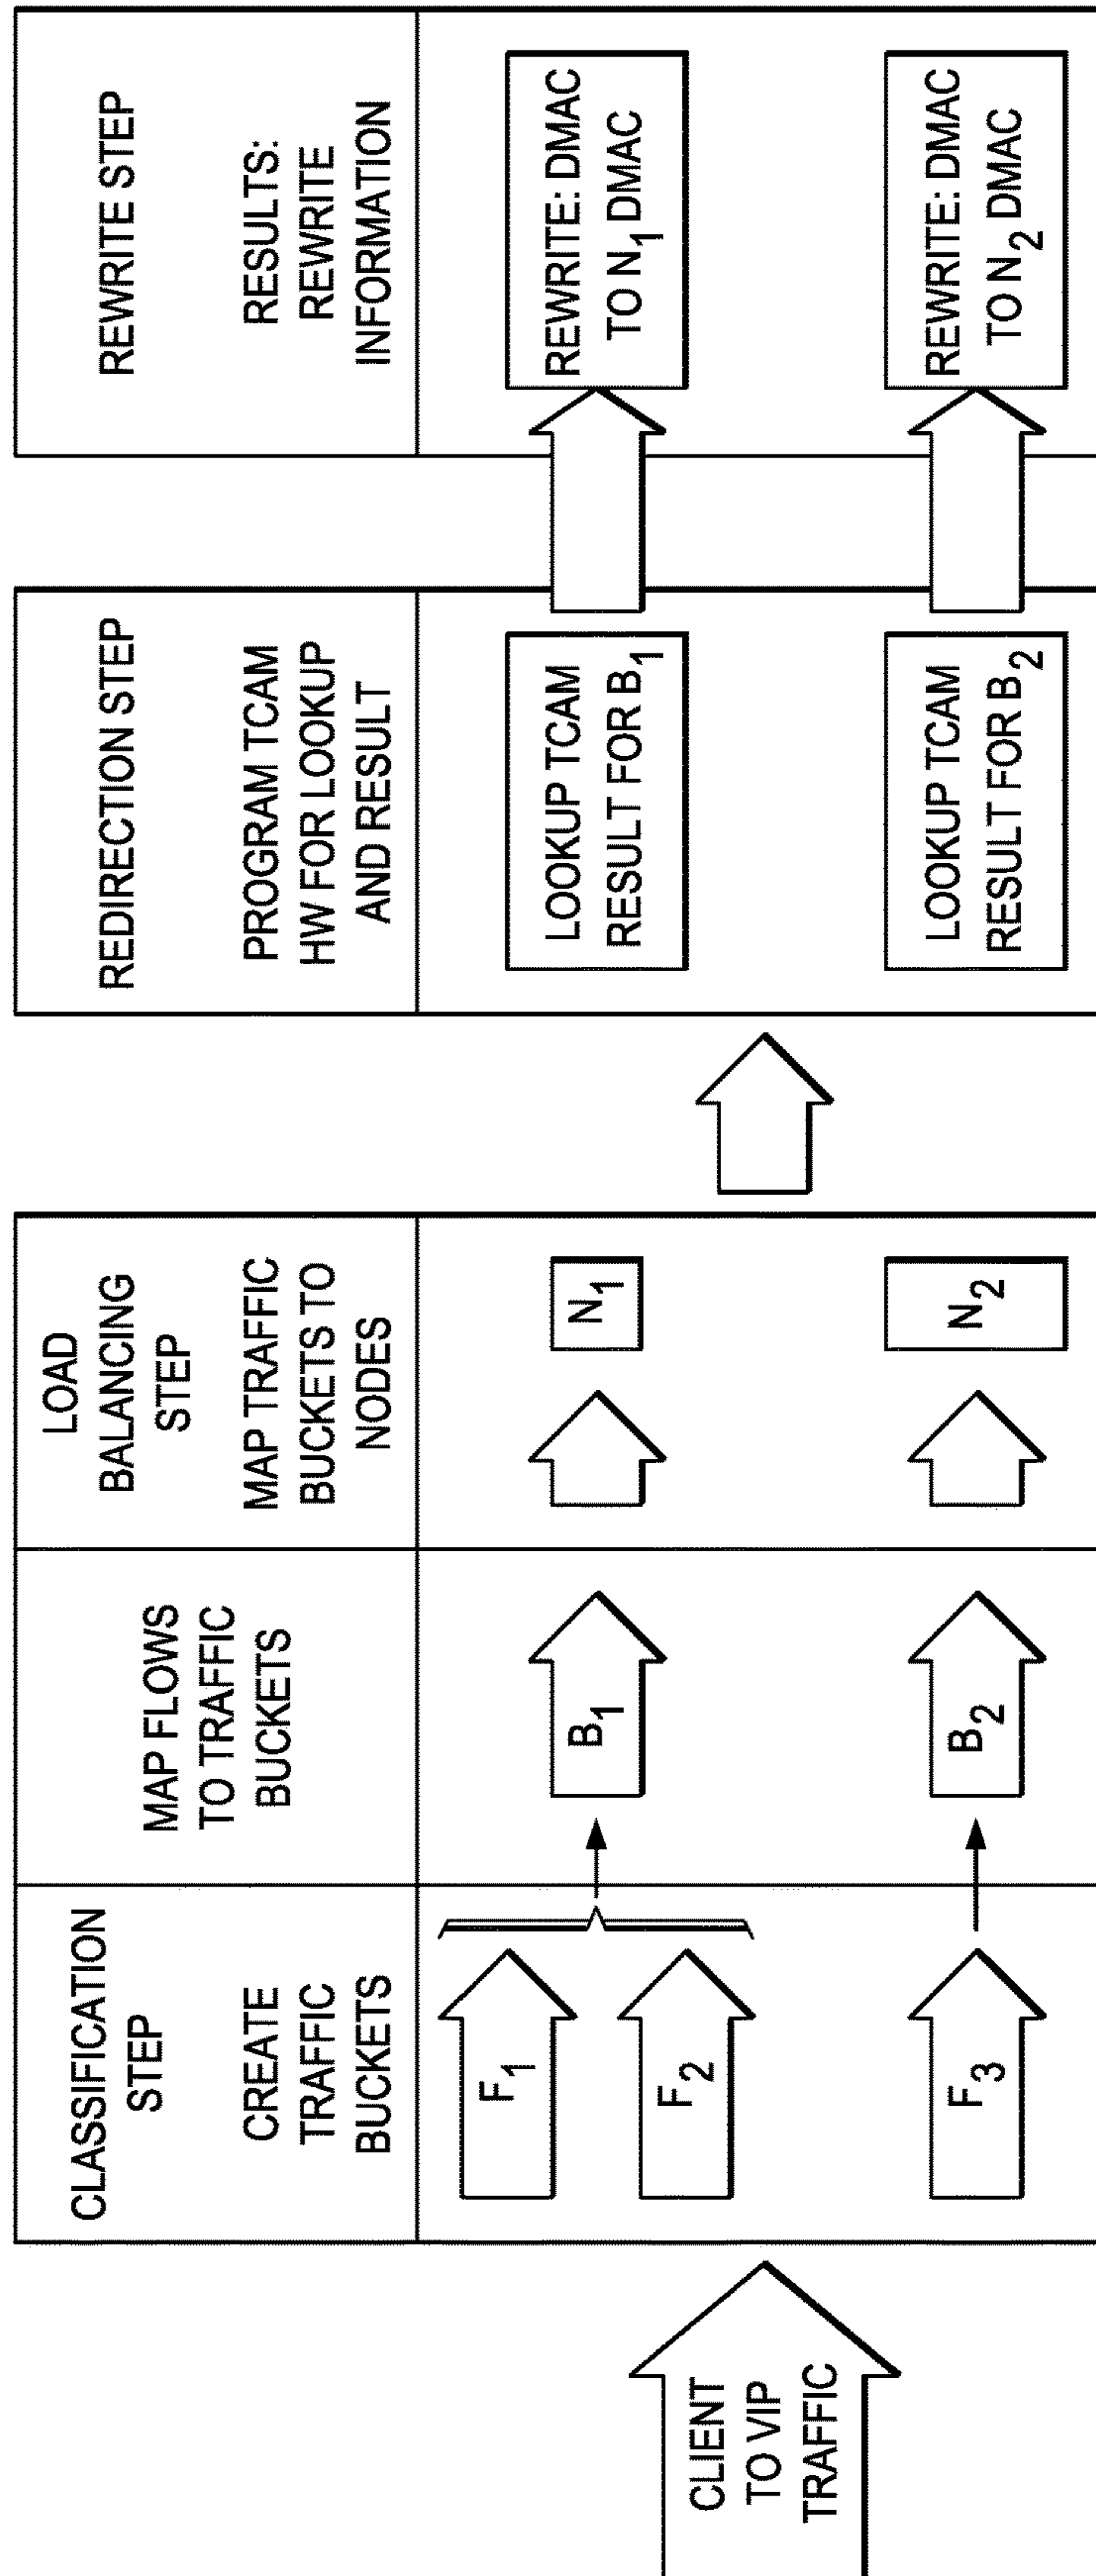 CLIENT
TO VIP
TRAFFIC
CLASSIFICATION
STEP
CREATE
TRAFFIC
BUCKETS
F1
F2
F3
MAP FLOWS
TO TRAFFIC
BUCKETS
B1
B2
LOAD
BALANCING
STEP
MAP TRAFFIC
BUCKETS TO
NODES
N1
N2
REDIRECTION STEP
PROGRAM TCAM
HW FOR LOOKUP
AND RESULT
LOOKUP TCAM
RESULT FOR B1
LOOKUP TCAM
RESULT FOR B2
REWRITE STEP
RESULTS:
REWRITE
INFORMATION
REWRITE: DMAC
TO N1 DMAC
REWRITE: DMAC
TO N2 DMAC